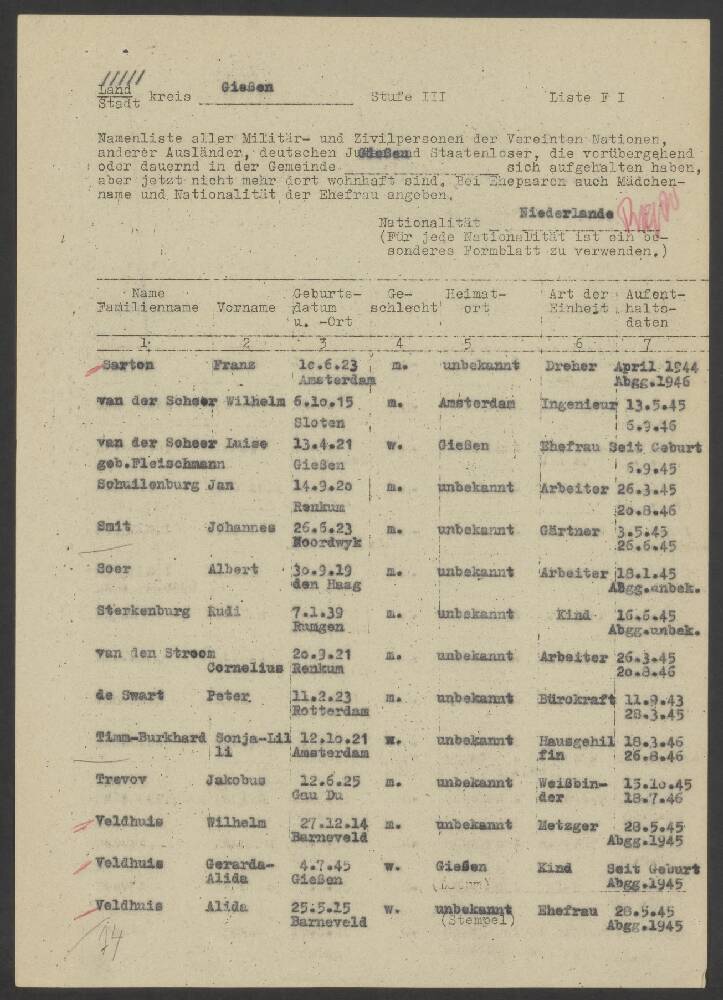 Land
Stadt kreis Gießen Stufe III Liste F I
Namenliste aller Militär- und Zivilpersonen der Vereinten Nationen,
anderer Ausländer, deutschen Ju Gießen d Staatenloser, die vorübergehend
oder dauernd in der Gemeinde sich aufgehalten haben,
aber jetzt nicht mehr dort wohnhaft sind. Bei Ehepaaren auch Mädchen-
name und Nationalität der Ehefrau angeben.
Nationalität Niederlande
(Für jede Nationalität ist ein be-
sonderes Formblatt zu verwenden.)
Name Geburts- Ge- Heimat- Art der Aufent-
Familienname Vorname datum schlecht ort Einheit halts-
u. -Ort daten
1 2 3 4 5 6 7
Sarton Franz 1o.6.23 m. unbekannt Dreher April 1944
Amsterdam Abgg.1946
van der Scheer Wilhelm 6.1o.15 m. Amsterdam Ingenieur 13.5.45
Sloten 6.9.46
van der Scheer Luise 13.4.21 w. Gießen Ehefrau Seit Geburt
geb.Fleischmann Gießen 6.9.45
Schuilenburg Jan 14.9.2o m. unbekannt Arbeiter 26.3.45
Renkum 2o.8.46
Smit Johannes 26.6.23 m. unbekannt Gärtner 3.5.45
Noordwyk 26.6.45
Soer Albert 3o.9.19 m. unbekannt Arbeiter 18.1.45
den Haag Abgg.unbek.
Sterkenburg Rudi 7.1.39 m. unbekannt Kind 16.6.45
Rumgen Abgg.unbek.
van den Stroom 2o.9.21 m. unbekannt Arbeiter 26.3.45
Cornelius Renkum 2o.8.46
de Swart Peter 11.2.23 m. unbekannt Bürokraft 11.9.43
Rotterdam 28.3.45
Timm-Burkhard Sonja-Lil 12.1o.21 w. unbekannt Hausgehil 18.3.46
li Amsterdam fin 26.8.46
Trevov Jakobus 12.6.25 m. unbekannt Weißbin- 15.1o.45
Gau Du der 18.7.46
Veldhuis Wilhelm 27.12.14 m. unbekannt Metzger 28.5.45
Barneveld Abgg.1945
Veldhuis Gerarda- 4.7.45 w. Gießen Kind Seit Geburt
Alida Gießen (Datum) Abgg.1945
Veldhuis Alida 25.5.15 w. unbekannt Ehefrau 28.5.45
Barneveld (Stempel) Abgg.1945
14